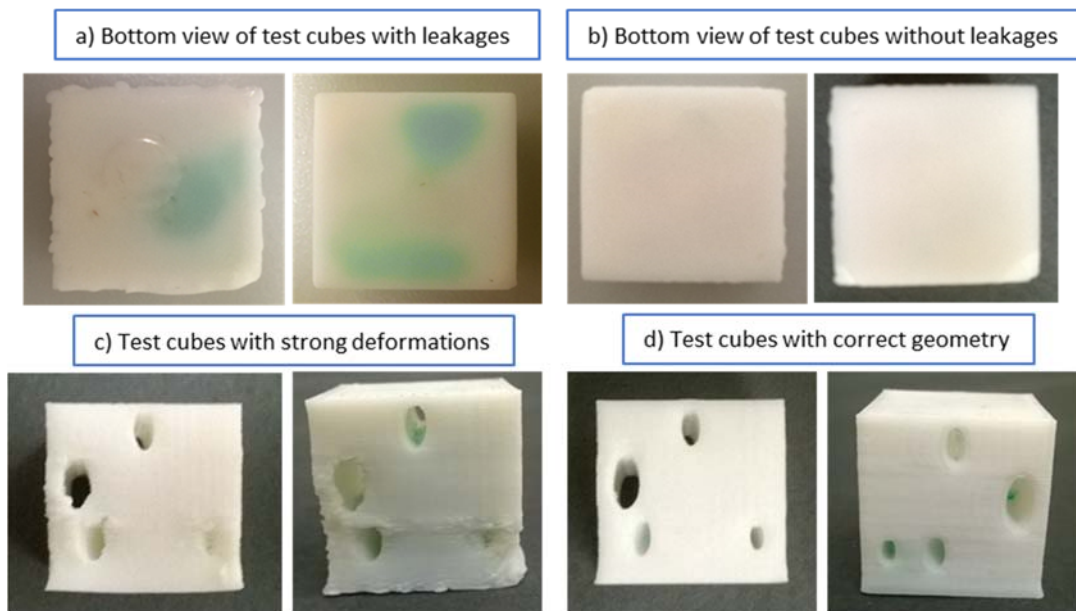 a) Bottom view of test cubes with leakages
b) Bottom view of test cubes without leakages
c) Test cubes with strong deformations
d) Test cubes with correct geometry